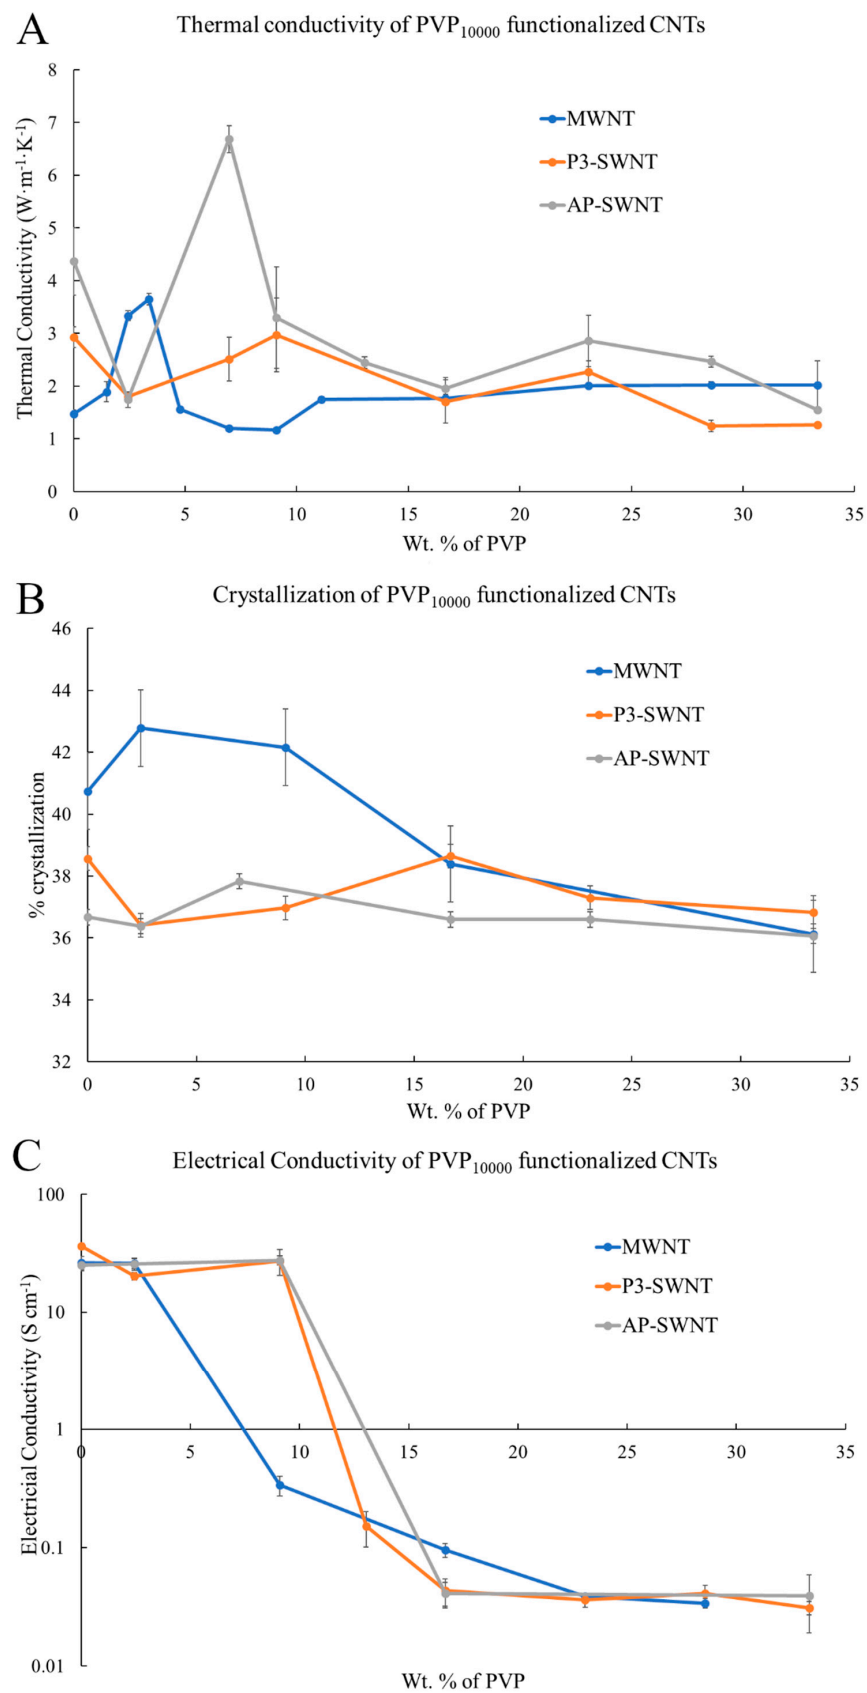 A
Thermal conductivity of PVP10000 functionalized CNTs
Thermal Conductivity (W·m-1·K-1)
8
7
6
5
4
3
2
1
0
MWNT
P3-SWNT
AP-SWNT
0 5 10 15 20 25 30 35
Wt. % of PVP
B
Crystallization of PVP10000 functionalized CNTs
% crystallization
46
44
42
40
38
36
34
32
MWNT
P3-SWNT
AP-SWNT
0 5 10 15 20 25 30 35
Wt. % of PVP
C
Electrical Conductivity of PVP10000 functionalized CNTs
Electricial Conductivity (S cm-1)
100
10
1
0.1
0.01
MWNT
P3-SWNT
AP-SWNT
0 5 10 15 20 25 30 35
Wt. % of PVP